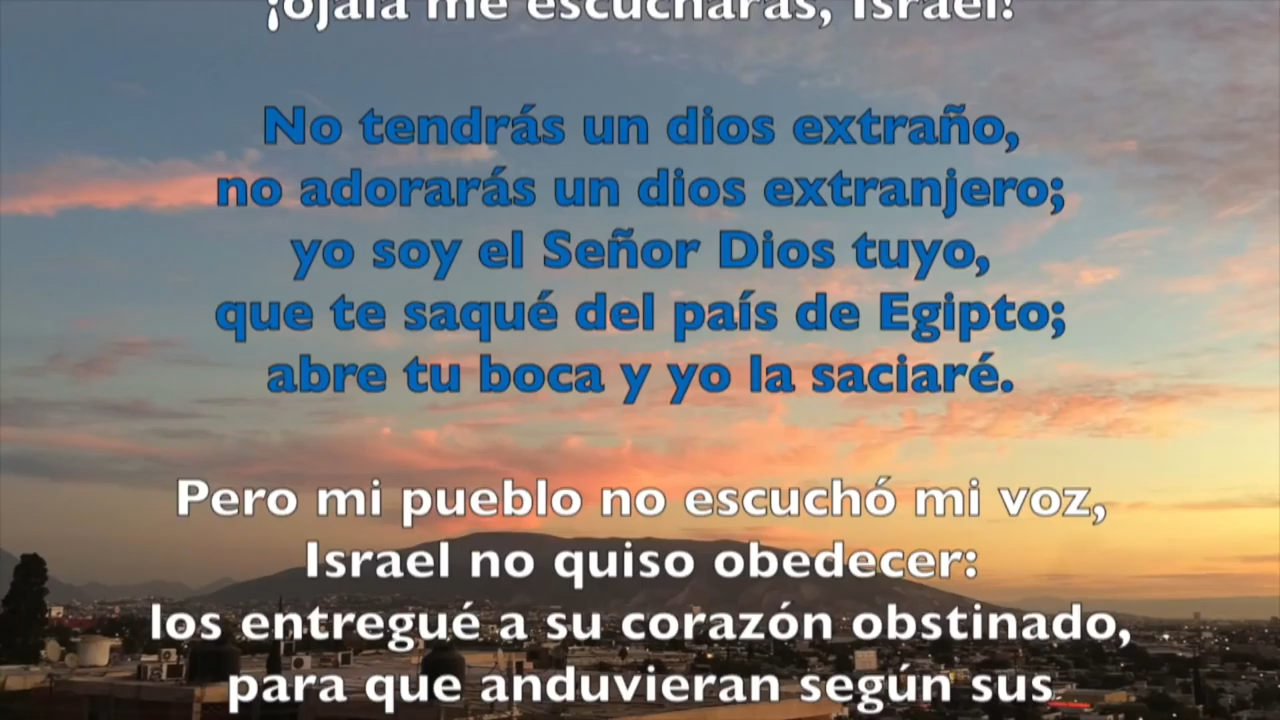 ¡ojalá me escucharas, Israel!
No tendrás un dios extraño,
no adorarás un dios extranjero;
yo soy el Señor Dios tuyo,
que te saqué del país de Egipto;
abre tu boca y yo la saciaré.
Pero mi pueblo no escuchó mi voz,
Israel no quiso obedecer:
los entregué a su corazón obstinado,
para que anduvieran según sus